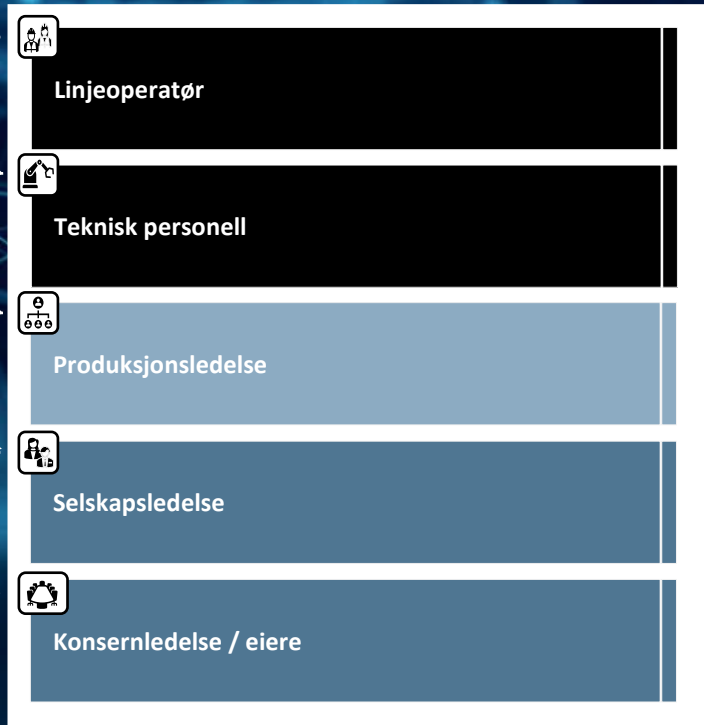 Linjeoperatør
Teknisk personell
Produksjonsledelse
Selskapsledelse
Konsernledelse / eiere